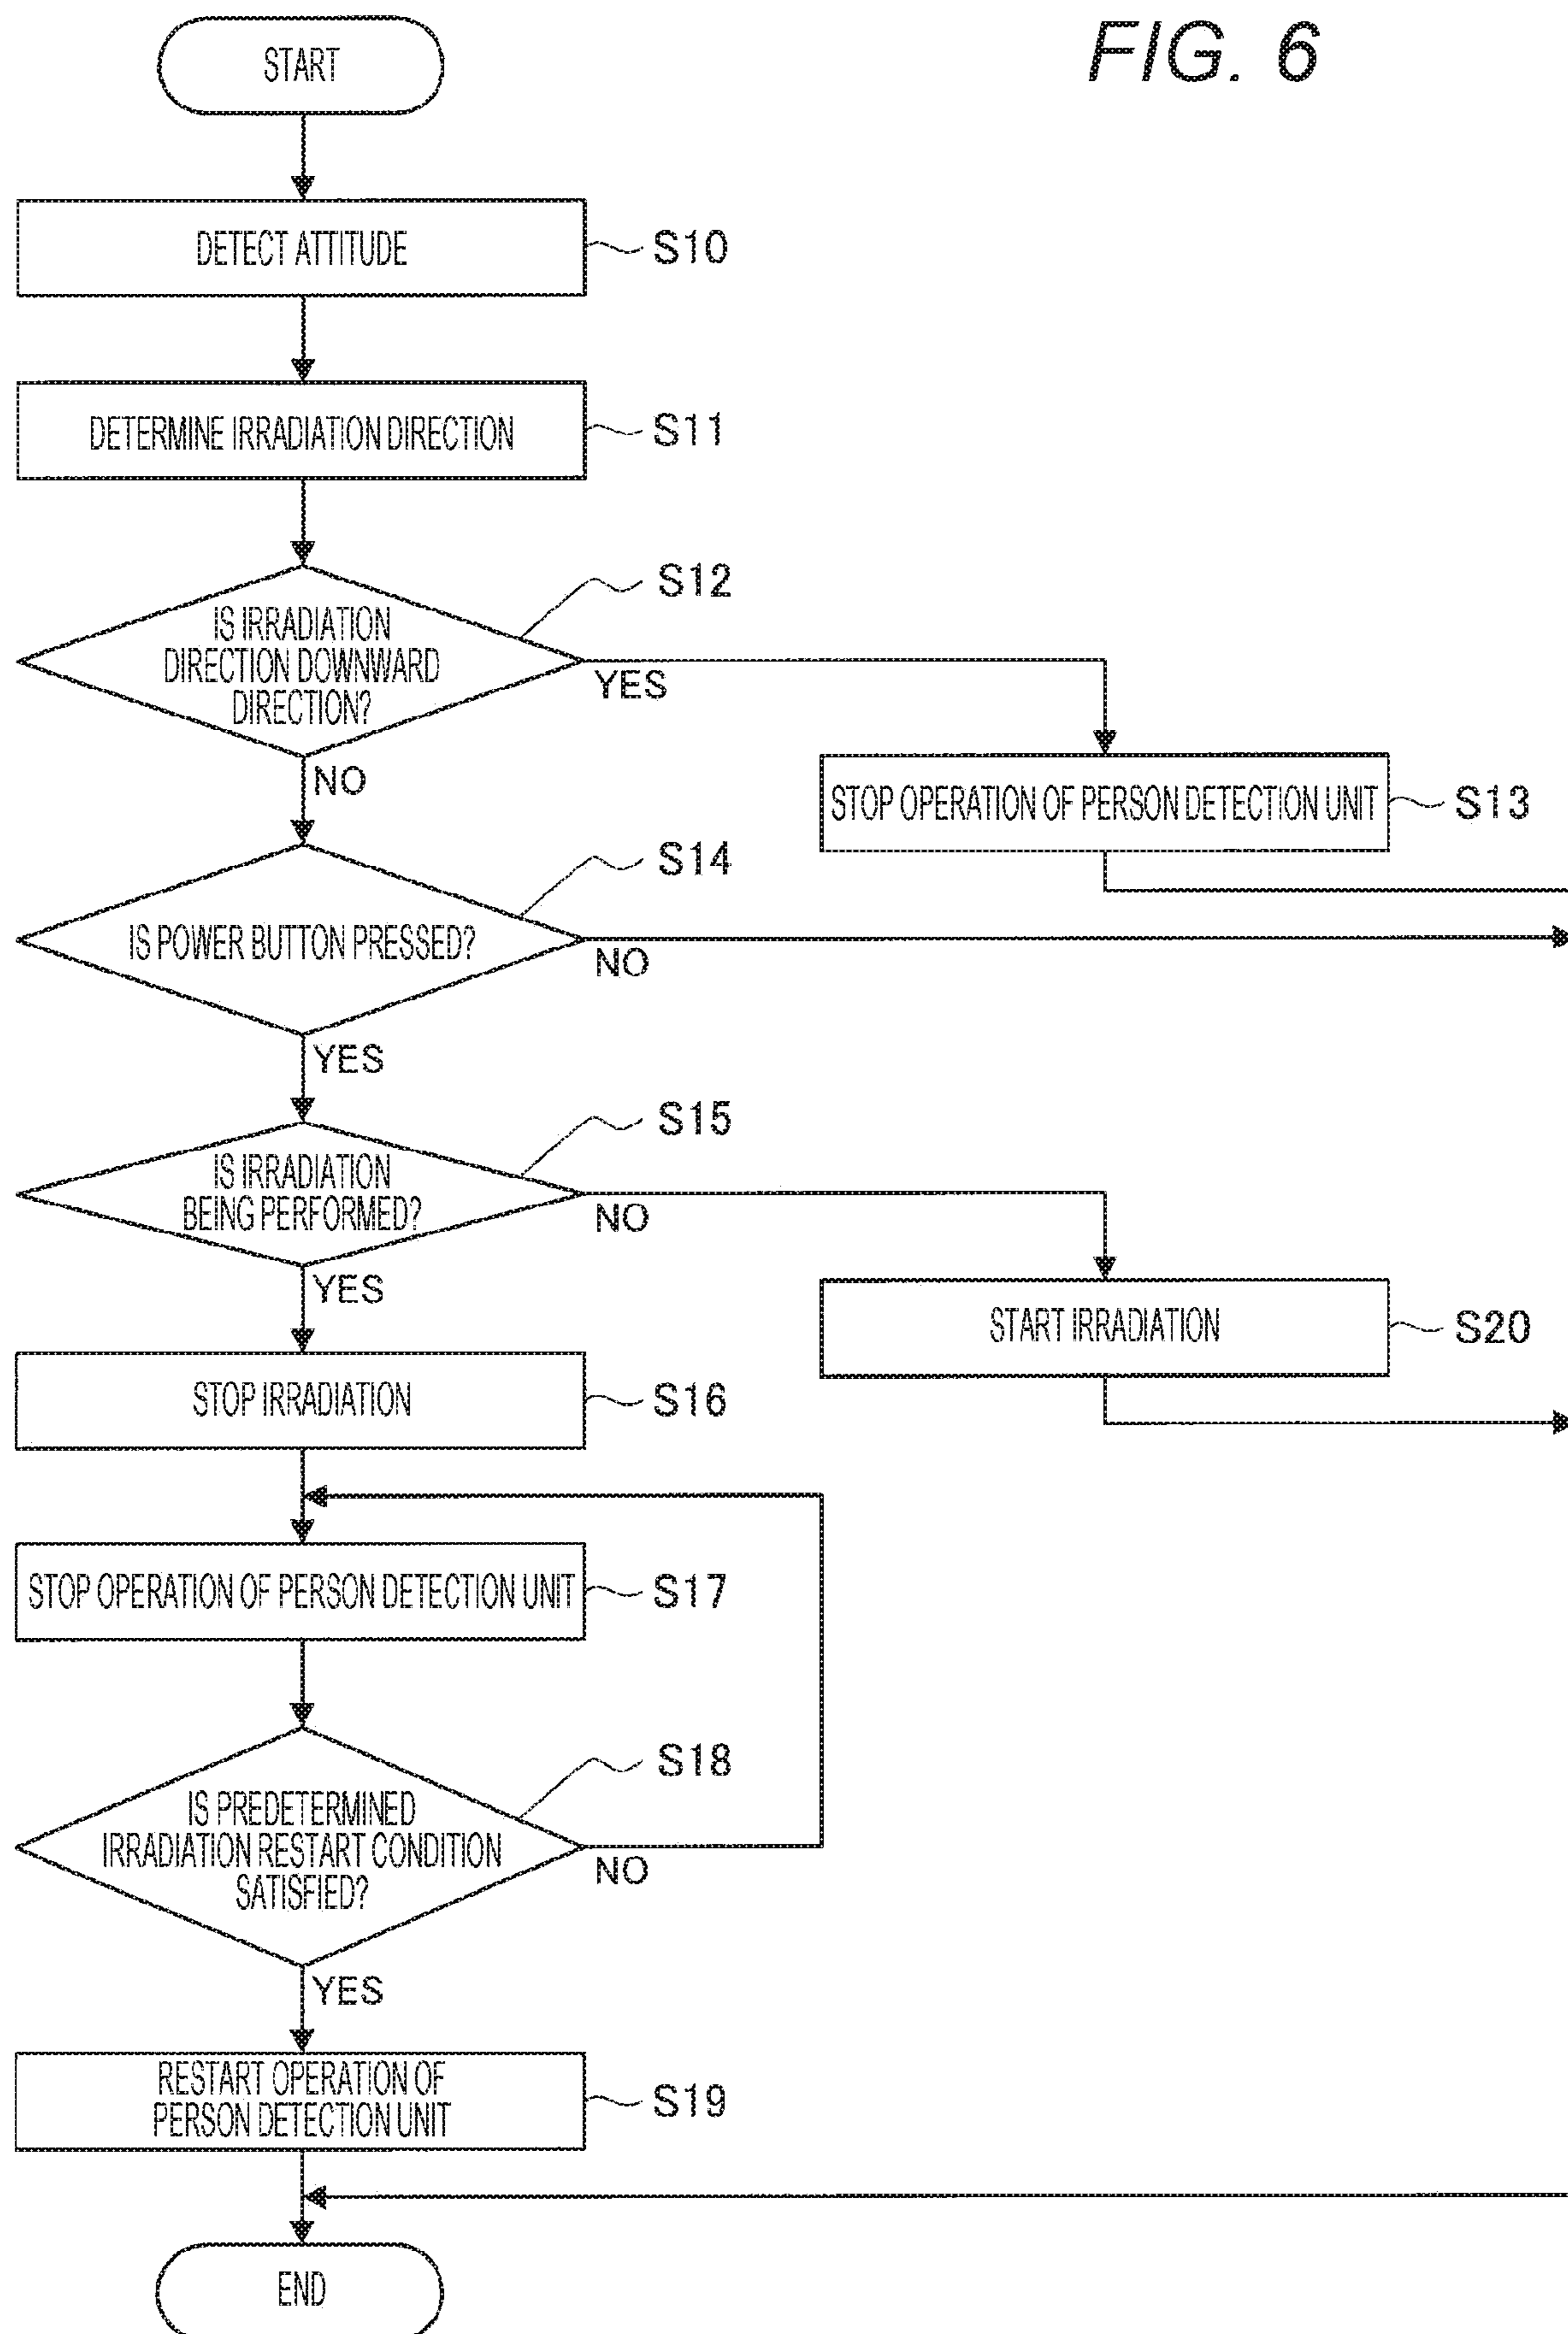 FIG. 6
START
DETECT ATTITUDE
S10
DETERMINE IRRADIATION DIRECTION
S11
S12
IS IRRADIATION
DIRECTION DOWNWARD
DIRECTION?
YES
NO
STOP OPERATION OF PERSON DETECTION UNIT
S13
S14
IS POWER BUTTON PRESSED?
NO
YES
S15
IS IRRADIATION
BEING PERFORMED?
NO
YES
START IRRADIATION
S20
STOP IRRADIATION
S16
STOP OPERATION OF PERSON DETECTION UNIT
S17
S18
IS PREDETERMINED
IRRADIATION RESTART CONDITION
SATISFIED?
NO
YES
RESTART OPERATION OF
PERSON DETECTION UNIT
S19
END